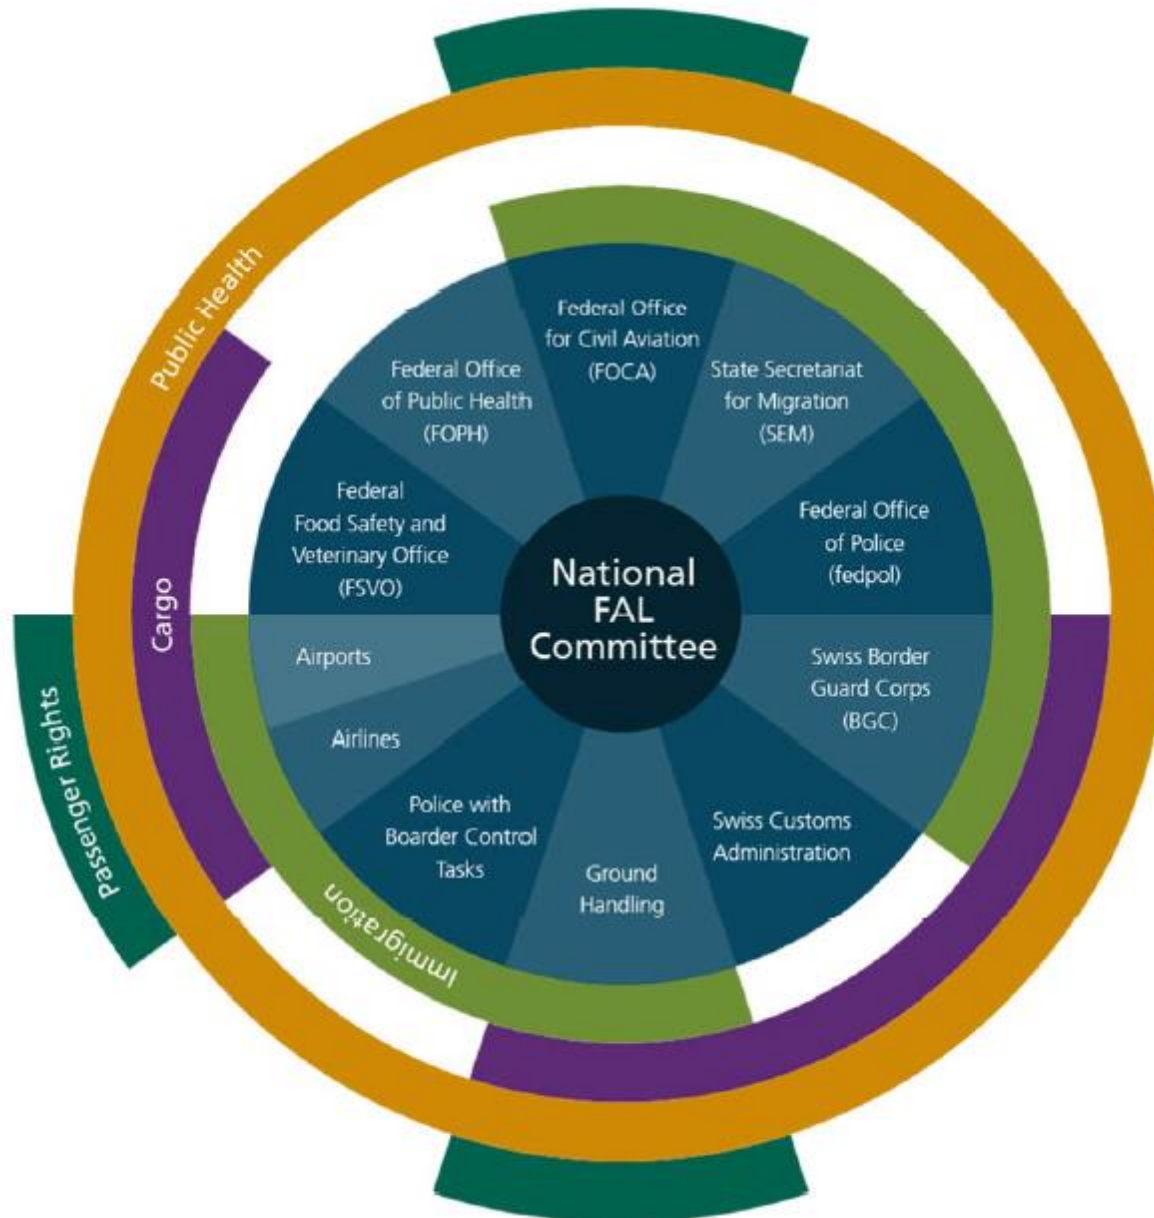 Public Health
Cargo
Passenger Rights
Immigration
Federal Office
for Civil Aviation
(FOCA)
State Secretariat
for Migration
(SEM)
Federal Office
of Police
(fedpol)
Swiss Border
Guard Corps
(BGC)
Swiss Customs
Administration
Ground
Handling
Police with
Boarder Control
Tasks
Airlines
Airports
Federal
Food Safety and
Veterinary Office
(FSVO)
Federal Office
of Public Health
(FOPH)
National
FAL
Committee